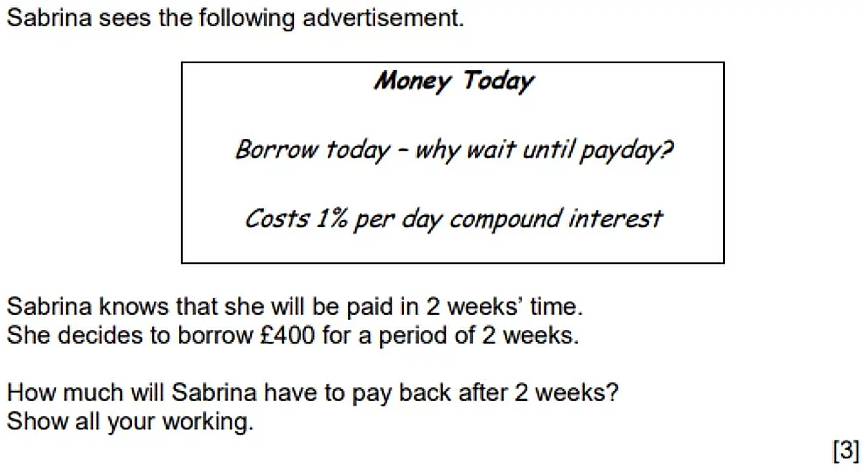 Sabrina sees the following advertisement.
Money Today
Borrow today – why wait until payday?
Costs 1% per day compound interest
Sabrina knows that she will be paid in 2 weeks’ time.
She decides to borrow £400 for a period of 2 weeks.
How much will Sabrina have to pay back after 2 weeks?
Show all your working.
[3]